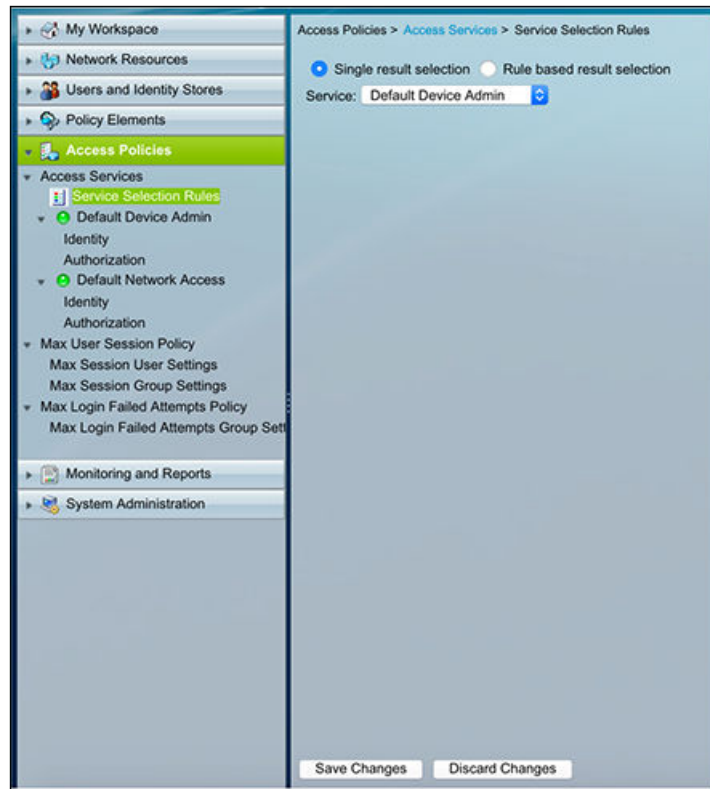 My Workspace
Network Resources
Users and Identity Stores
Policy Elements
Access Policies
Access Services
Service Selection Rules
Default Device Admin
Identity
Authorization
Default Network Access
Identity
Authorization
Max User Session Policy
Max Session User Settings
Max Session Group Settings
Max Login Failed Attempts Policy
Max Login Failed Attempts Group Sett
Monitoring and Reports
System Administration
Access Policies > Access Services > Service Selection Rules
Single result selection Rule based result selection
Service: Default Device Admin
Save Changes Discard Changes